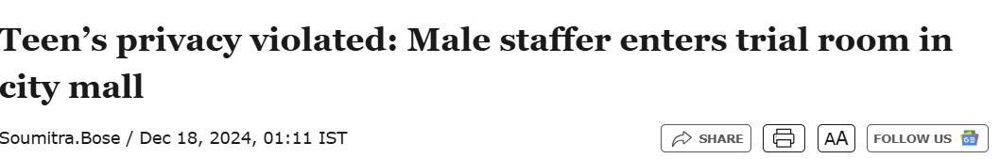 Teen’s privacy violated: Male staffer enters trial room in
city mall
Soumitra.Bose / Dec 18, 2024, 01:11 IST
SHARE
AA
FOLLOW US